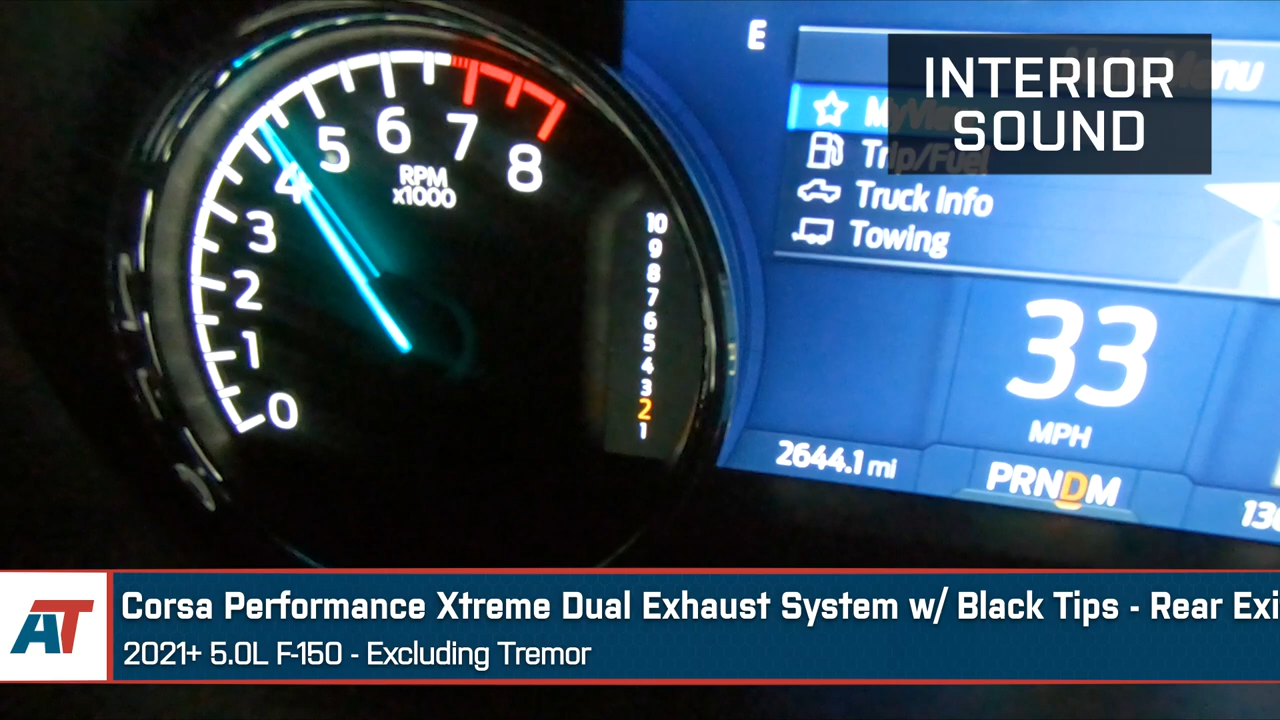 E
INTERIOR
SOUND
Trip/Fuel
Truck Info
Towing
8
7
6
5
4
3
2
1
0
RPM
x1000
10
9
8
7
6
5
4
3
2
1
33
MPH
2644.1 mi
PRNDM
AT
Corsa Performance Xtreme Dual Exhaust System w/ Black Tips - Rear Exi
2021+ 5.0L F-150 - Excluding Tremor